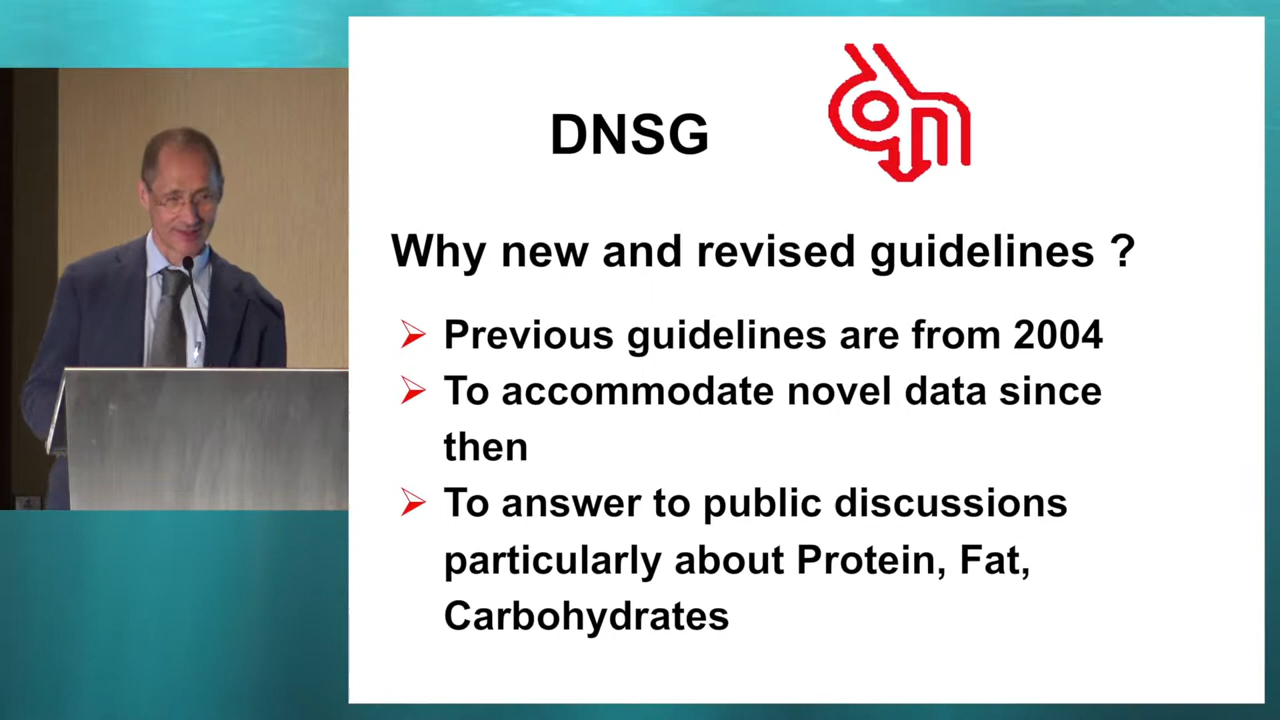 DNSG
Why new and revised guidelines ?
Previous guidelines are from 2004
To accommodate novel data since
then
To answer to public discussions
particularly about Protein, Fat,
Carbohydrates